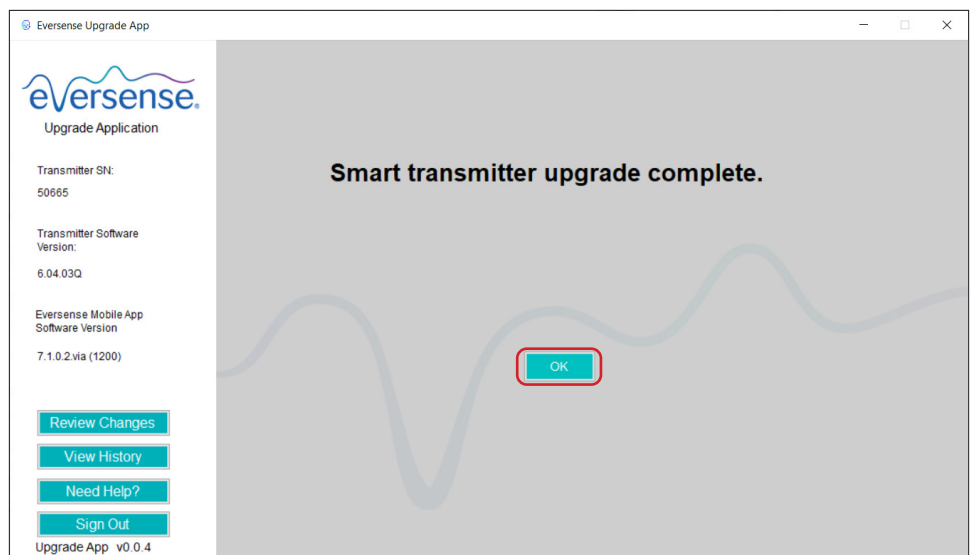 Eversense Upgrade App
eversense.
Upgrade Application
Transmitter SN:
50665
Transmitter Software
Version:
6.04.03Q
Eversense Mobile App
Software Version
7.1.0.2.via (1200)
Review Changes
View History
Need Help?
Sign Out
Upgrade App v0.0.4
Smart transmitter upgrade complete.
OK